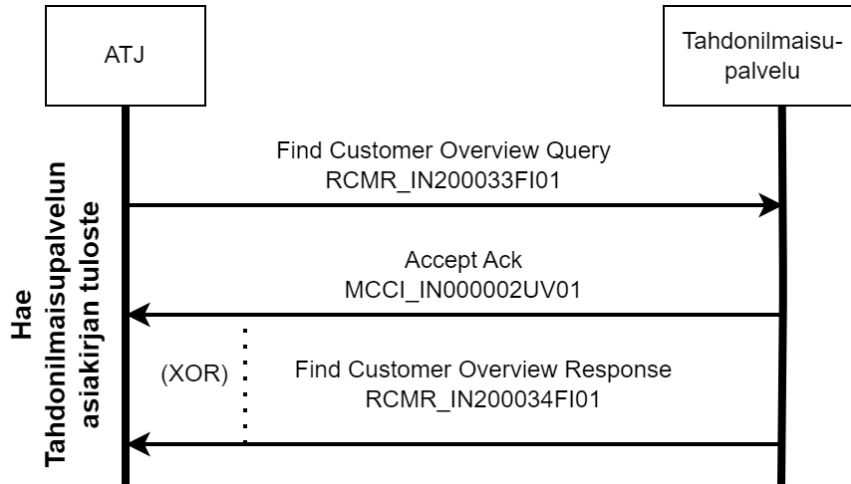 ATJ
Tahdonilmaisu-
palvelu
Find Customer Overview Query
RCMR_IN200033FI01
Accept Ack
MCCI_IN000002UV01
Hae
Tahdonilmaisupalvelun
asiakirjan tuloste
(XOR)
Find Customer Overview Response
RCMR_IN200034FI01